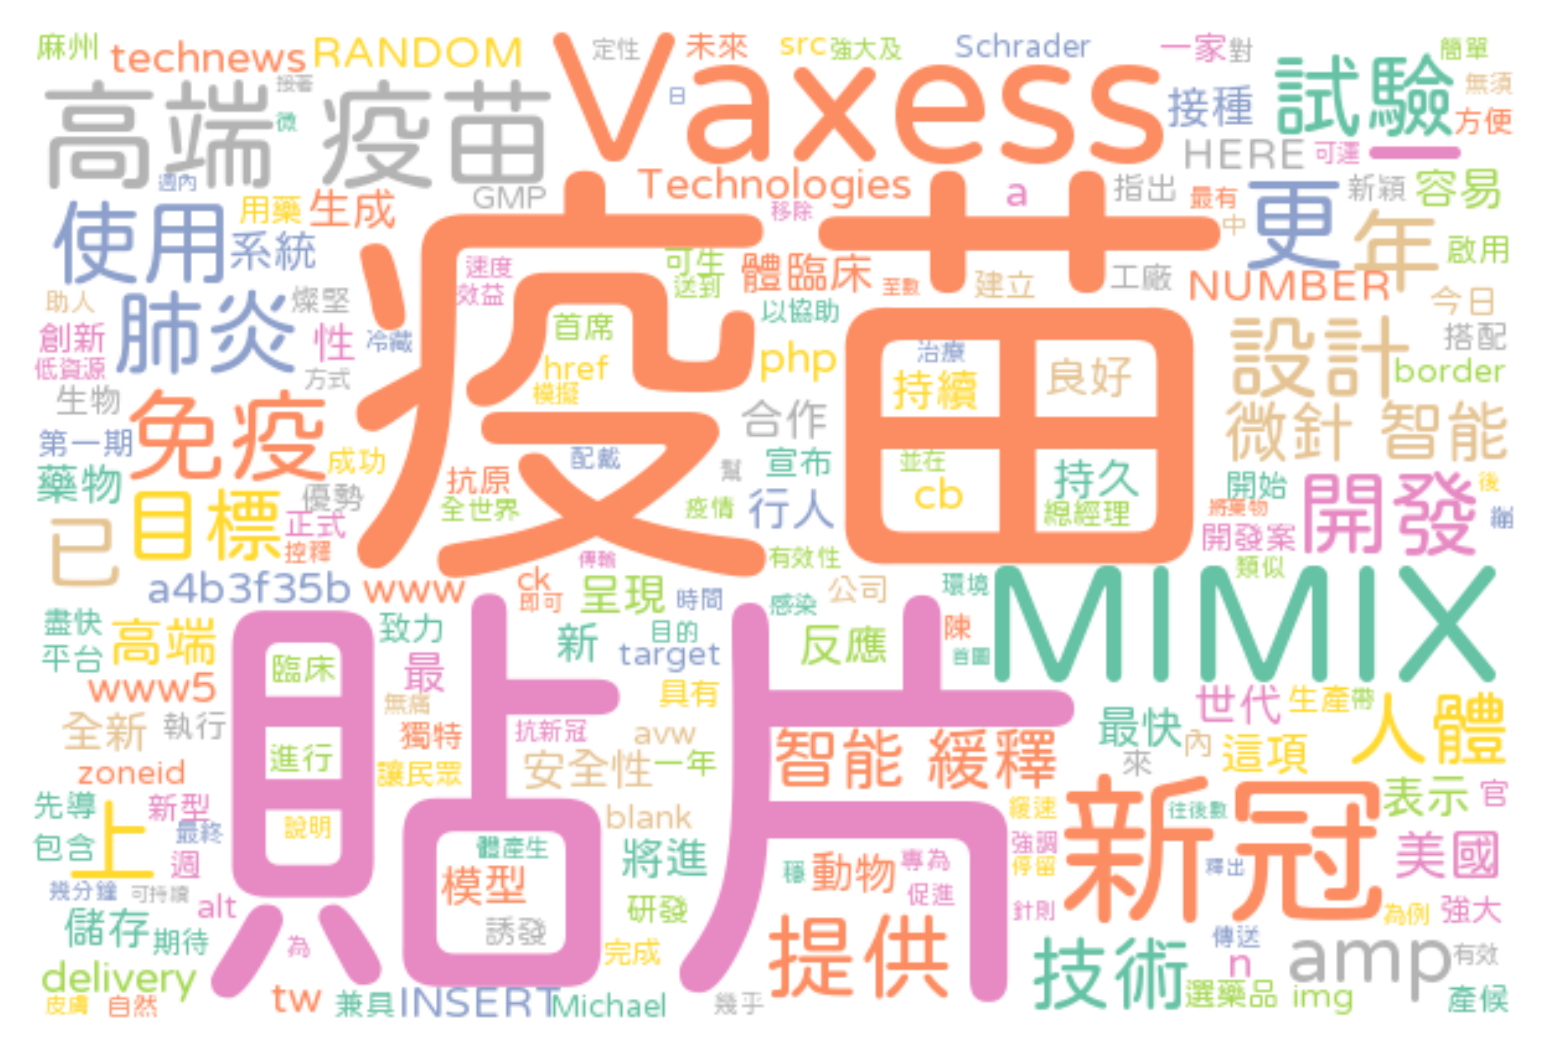 麻州 technews RANDOM 定性 未來 src 強大及 Schrader 一家 對 簡單
高端 疫苗 接著 微 Vaxess 日 接種 試驗 無須 方便
HERE 可運 一
週內 GMP Technologies a 指出 最有 新穎 容易
使用 用藥 生成 移除 中 更 年
系統 速度 疫苗 可生 體臨床 建立 工廠 啟用
助人 燦堅 效益 送到 至數 NUMBER 今日
肺炎 創新 性 冷藏 首席 以協助 設計 搭配
低資源 方式 href php 治療 border
生物 免疫 模擬 合作 持續 良好 微針 智能
第一期 成功 配戴 宣布 並在
藥物 目標 優勢 抗原 幫 cb 持久 開始 開發 後
已 正式 全世界 疫情 行人 總經理 將藥物
控釋 傳輸 有效性 開發案
a4b3f35b www ck 即可 呈現 時間 感染 公司 環境 MIMIX 類似
盡快 高端 貼片 致力 新 目的 反應 陳
平台 臨床 最 target 首圖
www5 無痛 具有 世代 生產 帶 人體
全新 執行 獨特 抗新冠 avw 智能 緩釋 最快 內 這項
zoneid 進行 讓民眾 安全性 一年 來
先導 新型 上 blank 緩速 新冠 往後數 表示 官
包含 最終 說明 體產生 強調
週 模型 將進 穩 動物 專為 停留 釋出 美國
幾分鐘 可持續 促進
儲存 alt 誘發 研發 提供 針則 為例 強大
期待 為 完成 技術 傳送 amp 有效
delivery n
皮膚 自然 tw 兼具 INSERT Michael 幾乎 選藥品 img 產候